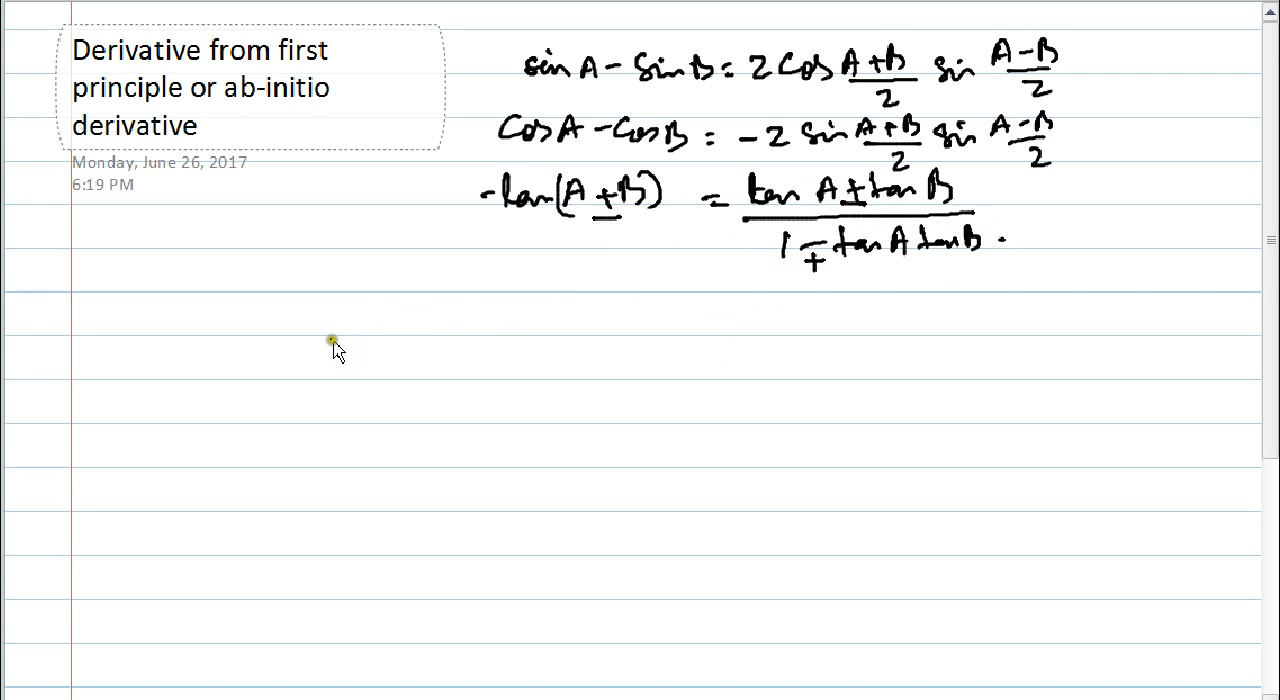 Derivative from first
principle or ab-initio
derivative
Monday, June 26, 2017
6:19 PM
sin A - Sin B = 2 Cos A+B/2 sin A-B/2
Cos A - Cos B = -2 sin A+B/2 sin A-B/2
tan(A ± B) = tan A ± tan B / 1 ∓ tan A tan B .